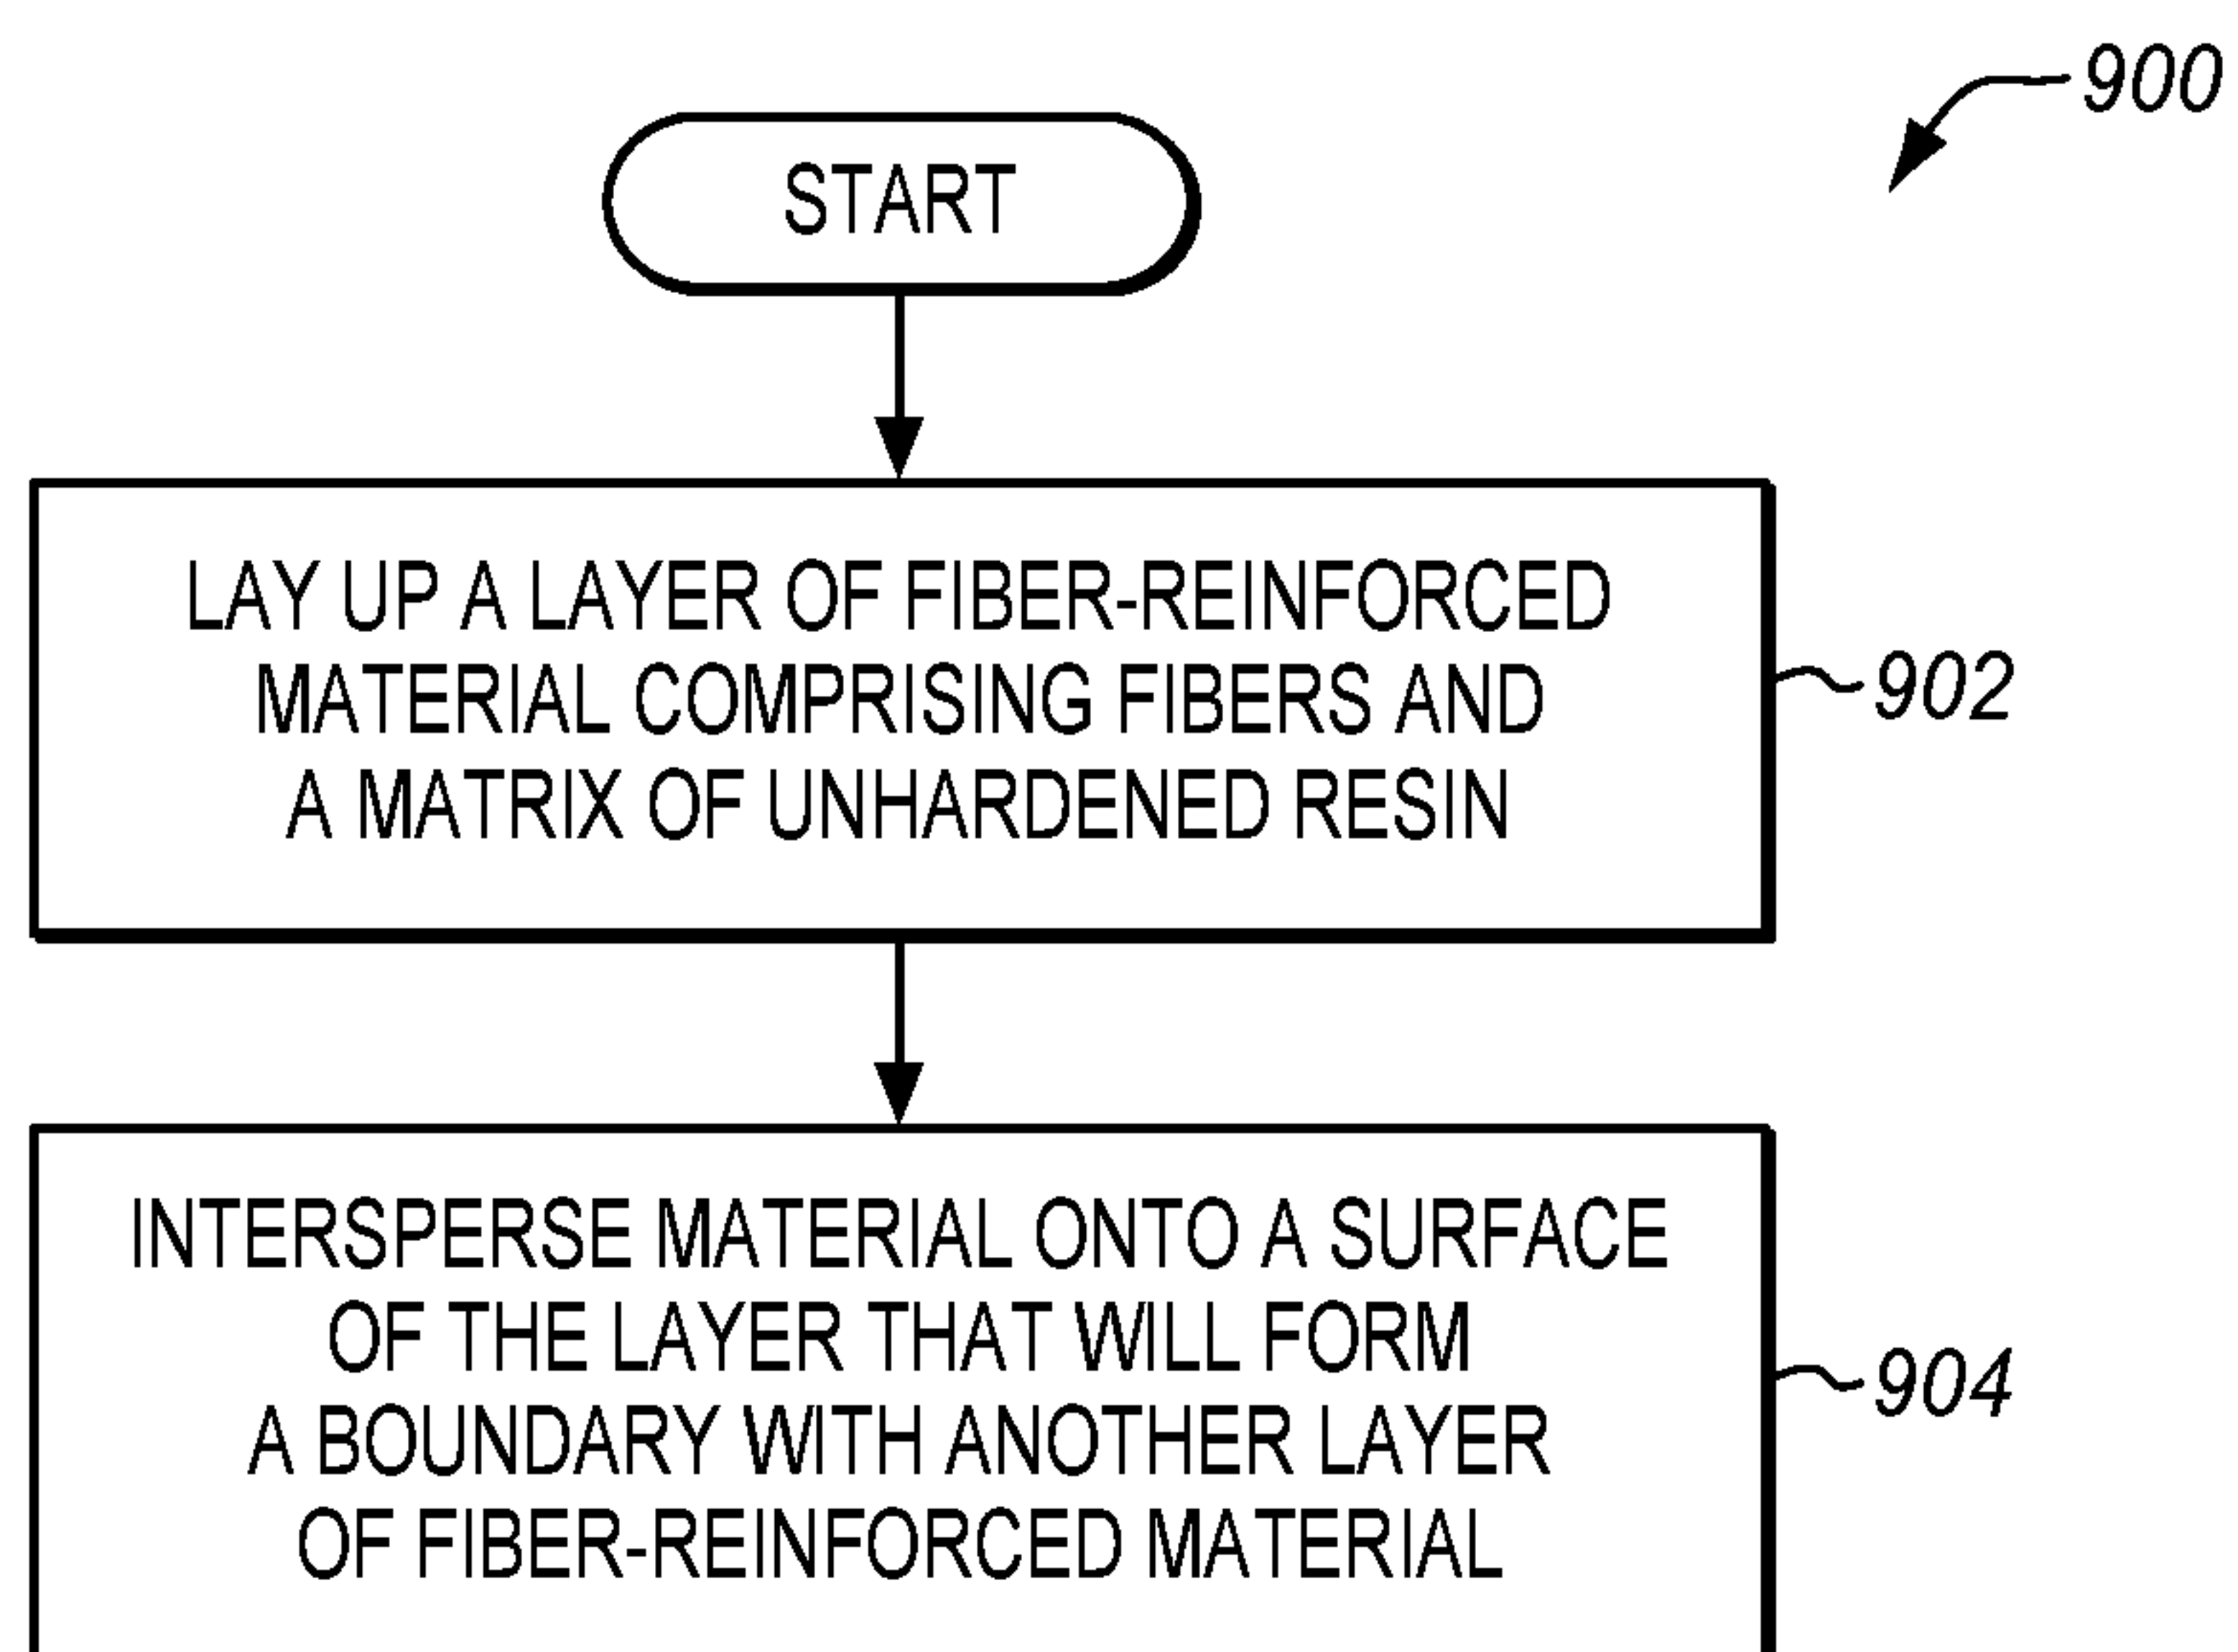 900
START
LAY UP A LAYER OF FIBER-REINFORCED
MATERIAL COMPRISING FIBERS AND
A MATRIX OF UNHARDENED RESIN
902
INTERSPERSE MATERIAL ONTO A SURFACE
OF THE LAYER THAT WILL FORM
A BOUNDARY WITH ANOTHER LAYER
OF FIBER-REINFORCED MATERIAL
904